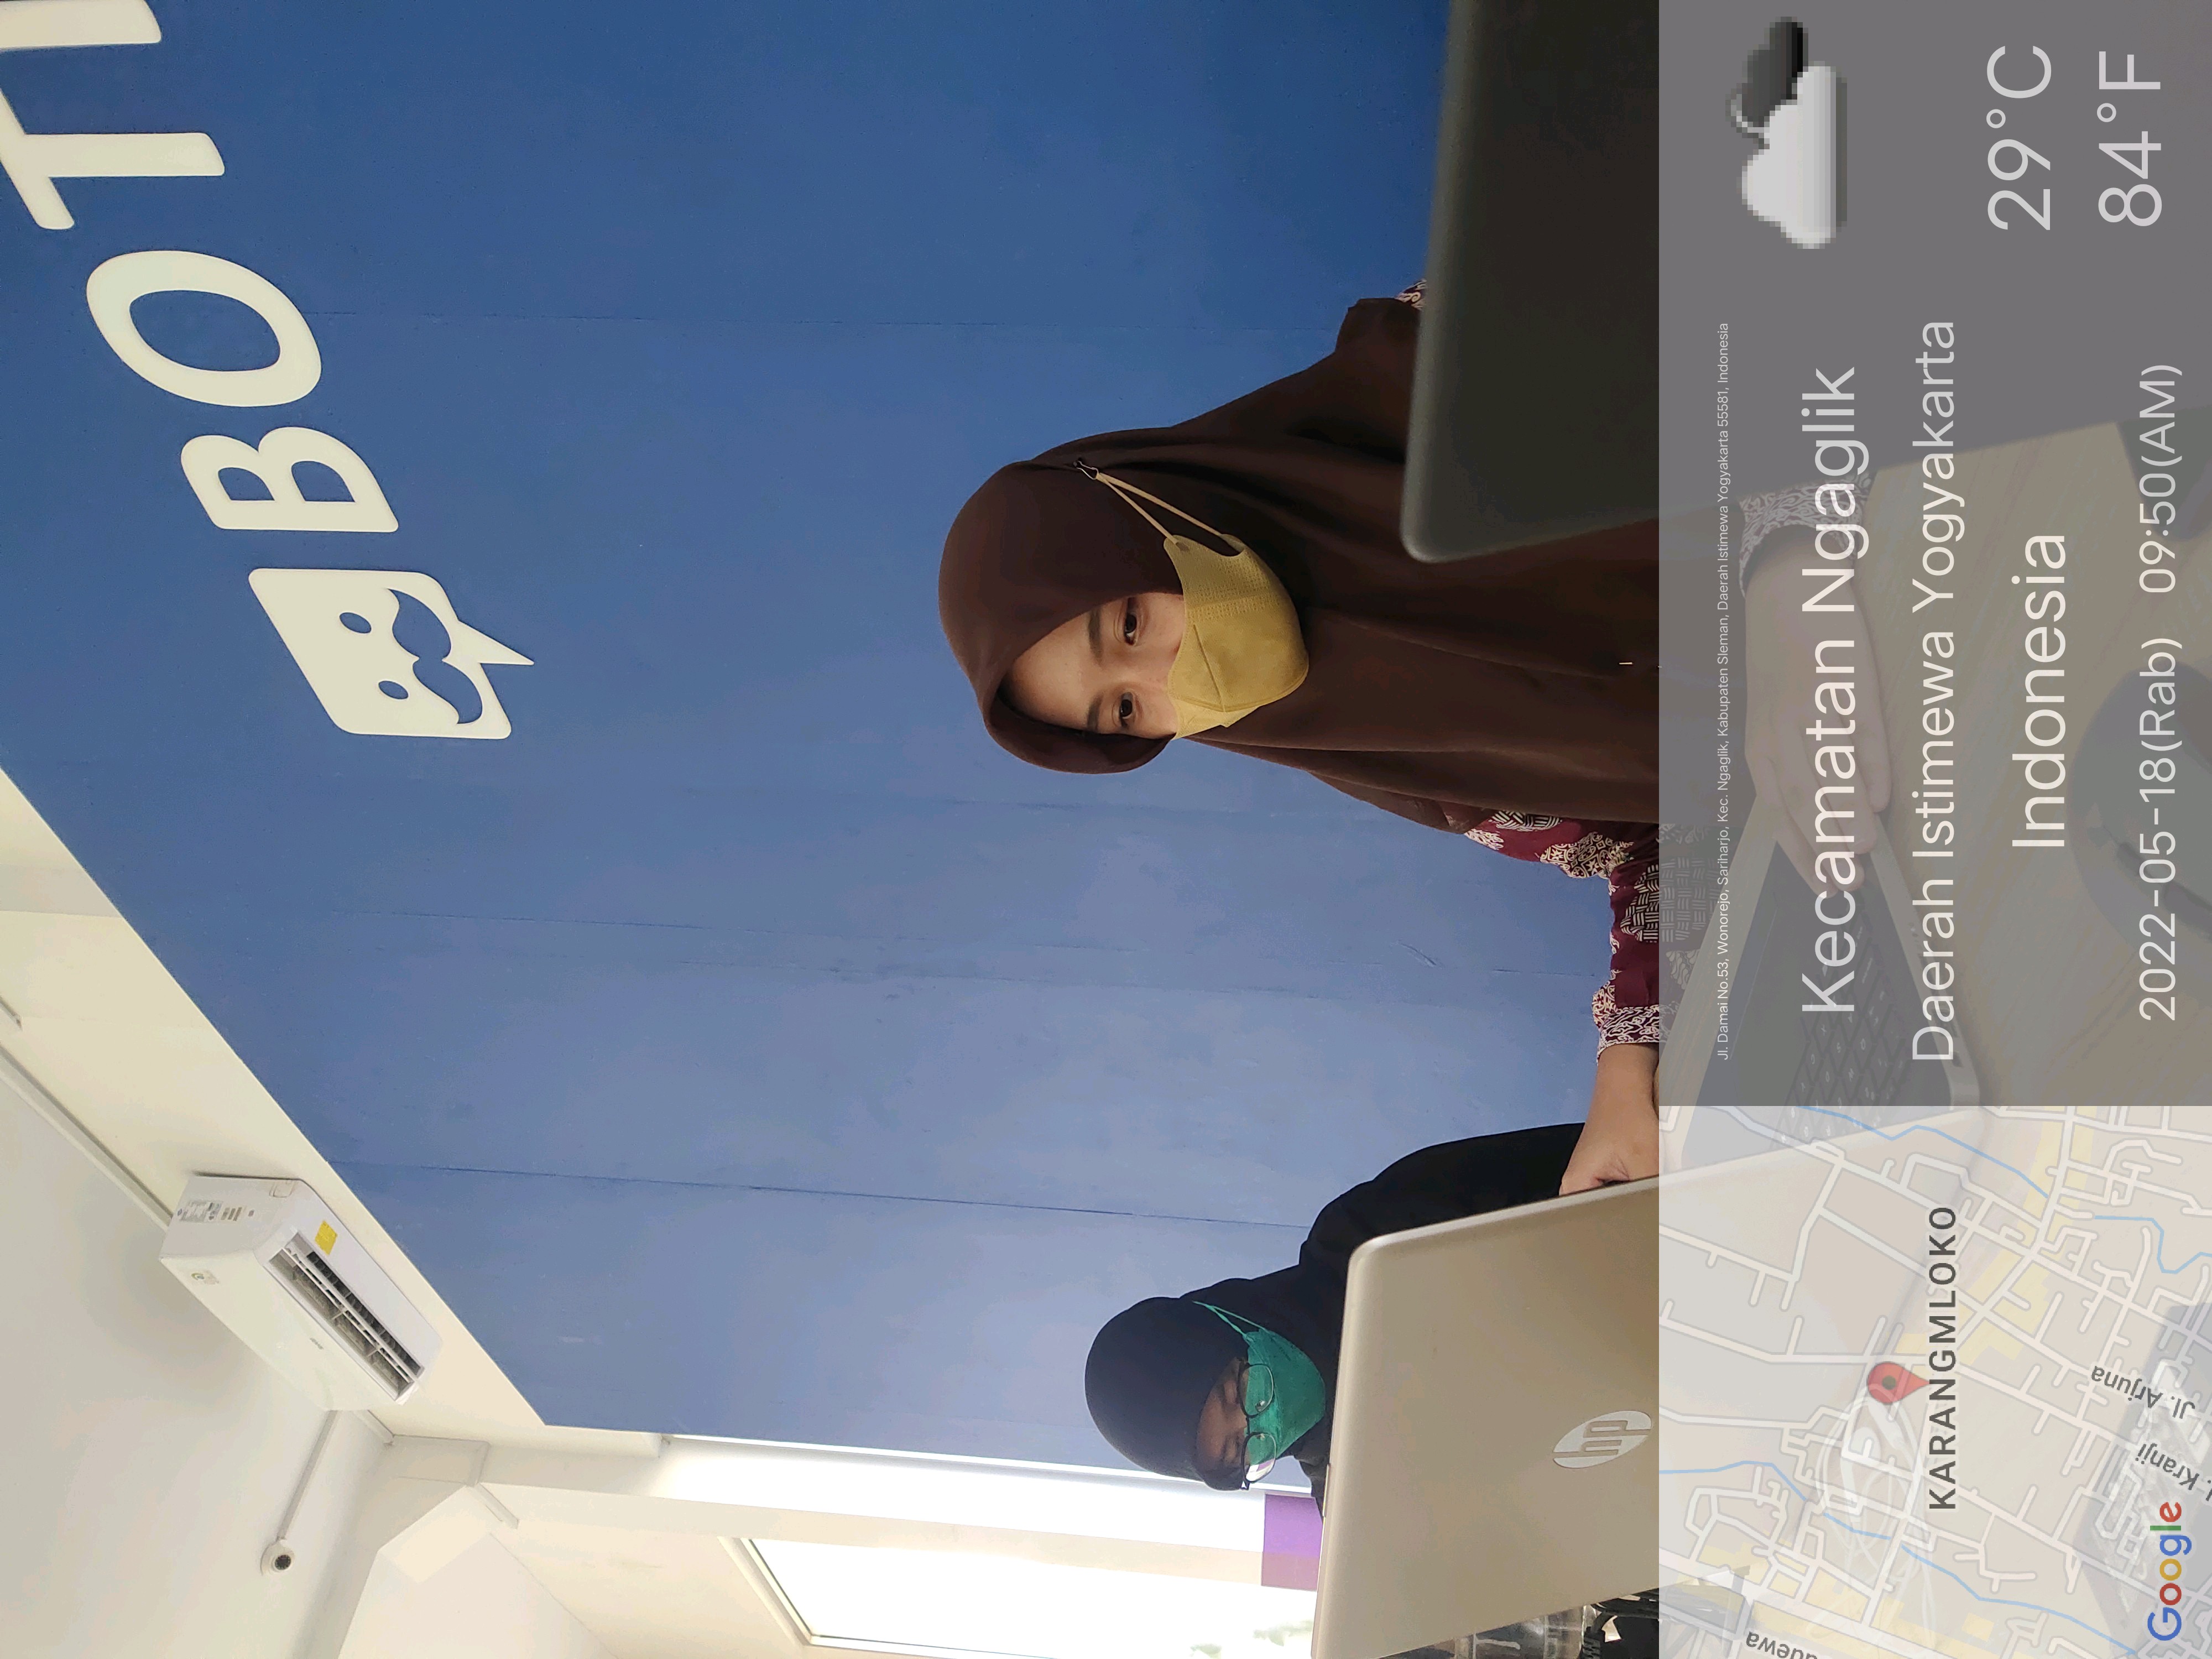 BOT
hp
Jl. Damai No.53, Wonorejo, Sariharjo, Kec. Ngaglik, Kabupaten Sleman, Daerah Istimewa Yogyakarta 55581, Indonesia
Kecamatan Ngaglik
Daerah Istimewa Yogyakarta
Indonesia
2022-05-18(Rab) 09:50(AM)
29°C
84°F
KARANGMLOKO
Jl. Arjuna
Kranji
Google